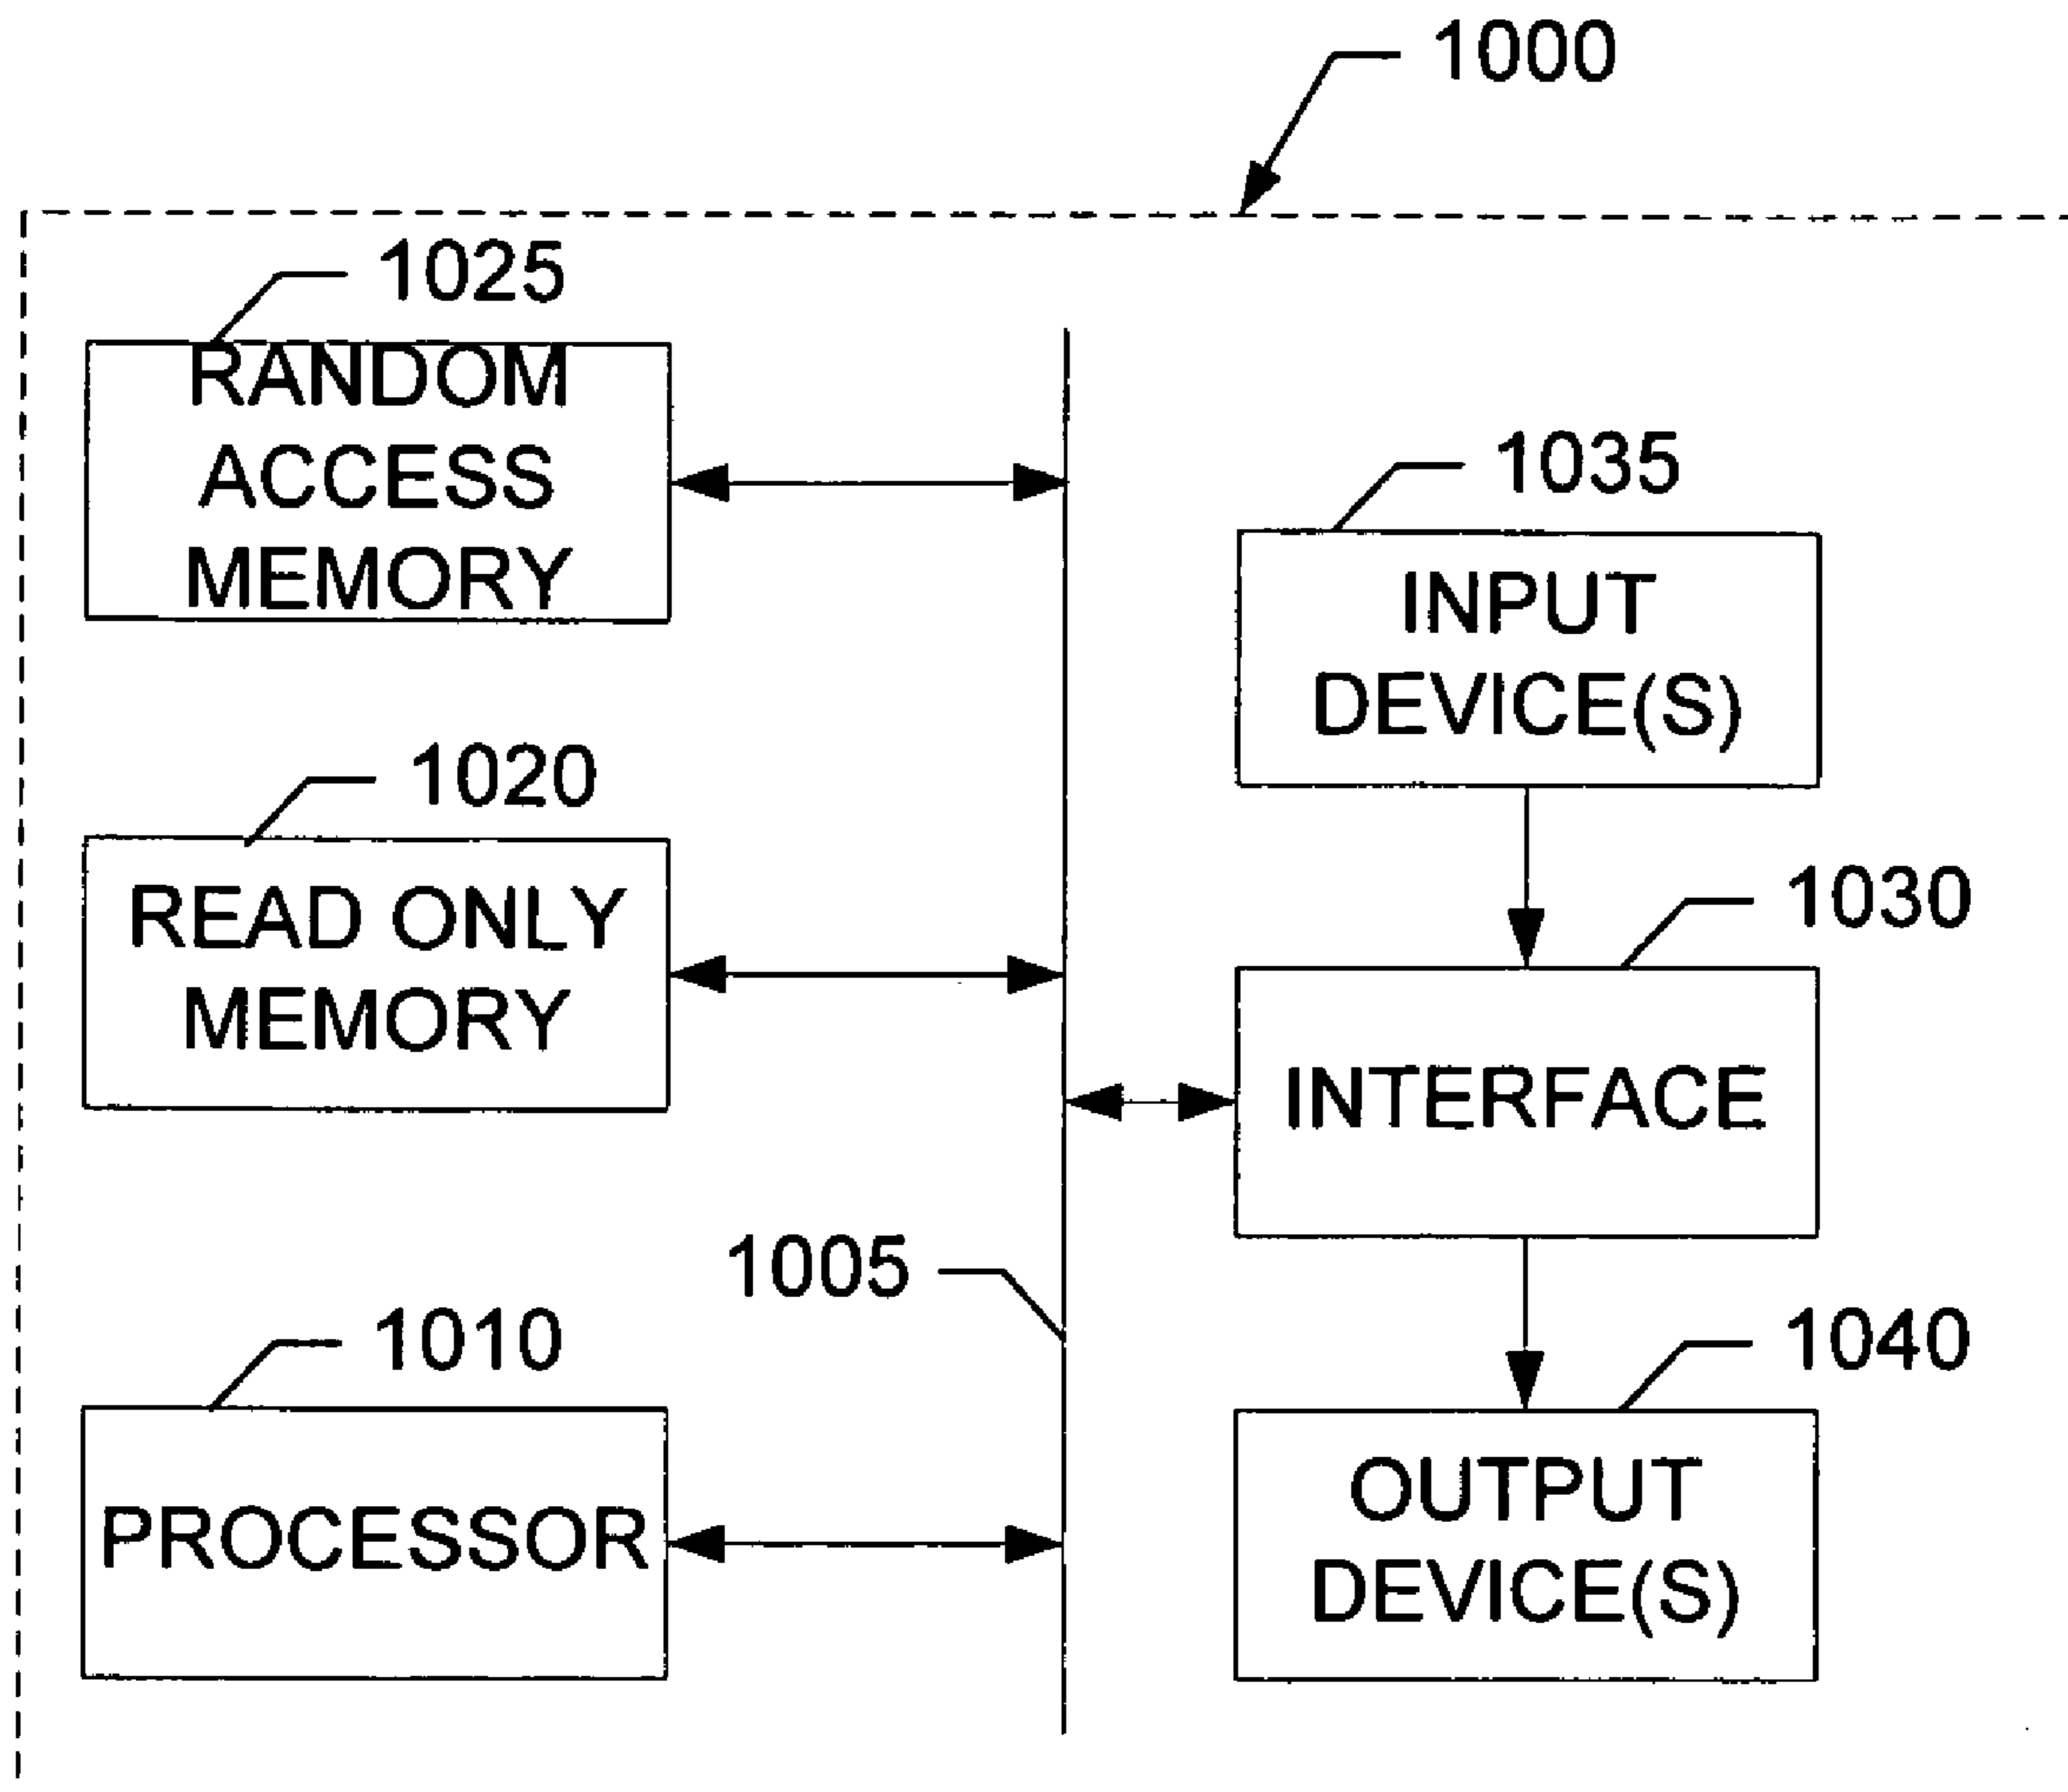 1000
1025
RANDOM
ACCESS
MEMORY
1035
INPUT
DEVICE(S)
1020
READ ONLY
MEMORY
1030
INTERFACE
1005
1010
PROCESSOR
1040
OUTPUT
DEVICE(S)